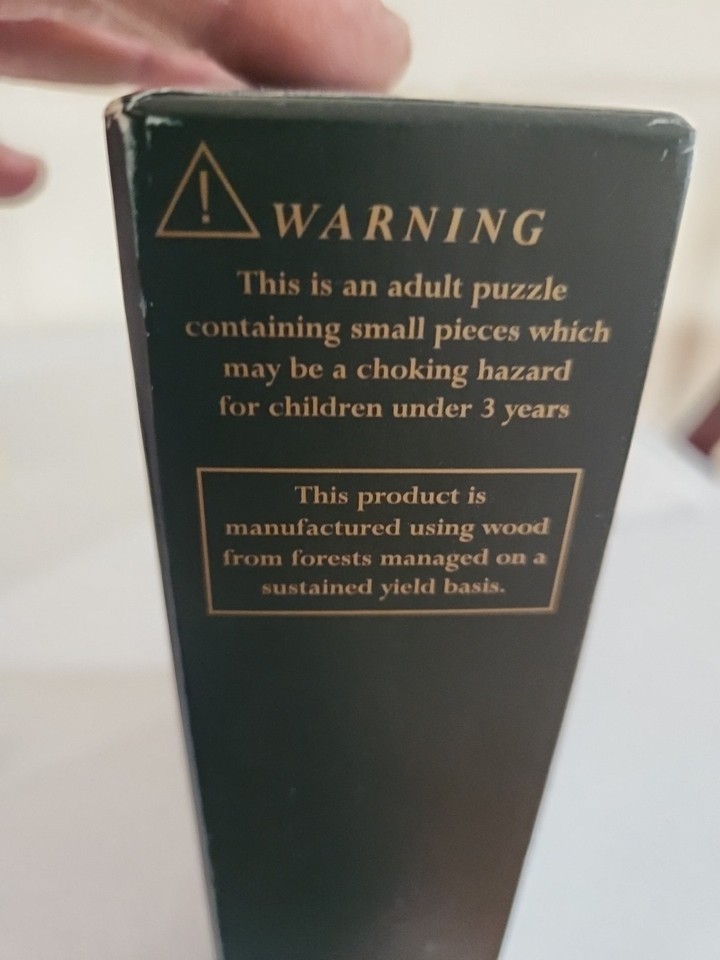 WARNING
This is an adult puzzle
containing small pieces which
may be a choking hazard
for children under 3 years
This product is
manufactured using wood
from forests managed on a
sustained yield basis.